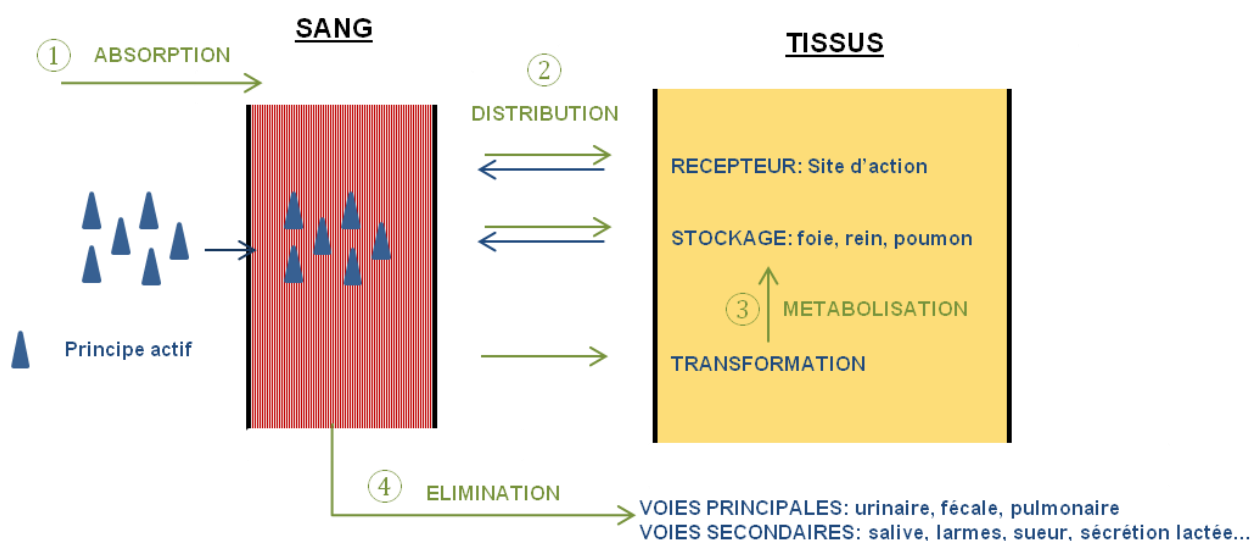 SANG
TISSUS
1 ABSORPTION
2
DISTRIBUTION
RECEPTEUR: Site d'action
STOCKAGE: foie, rein, poumon
3 METABOLISATION
Principe actif
TRANSFORMATION
4 ELIMINATION
VOIES PRINCIPALES: urinaire, fécale, pulmonaire
VOIES SECONDAIRES: salive, larmes, sueur, sécrétion lactée...